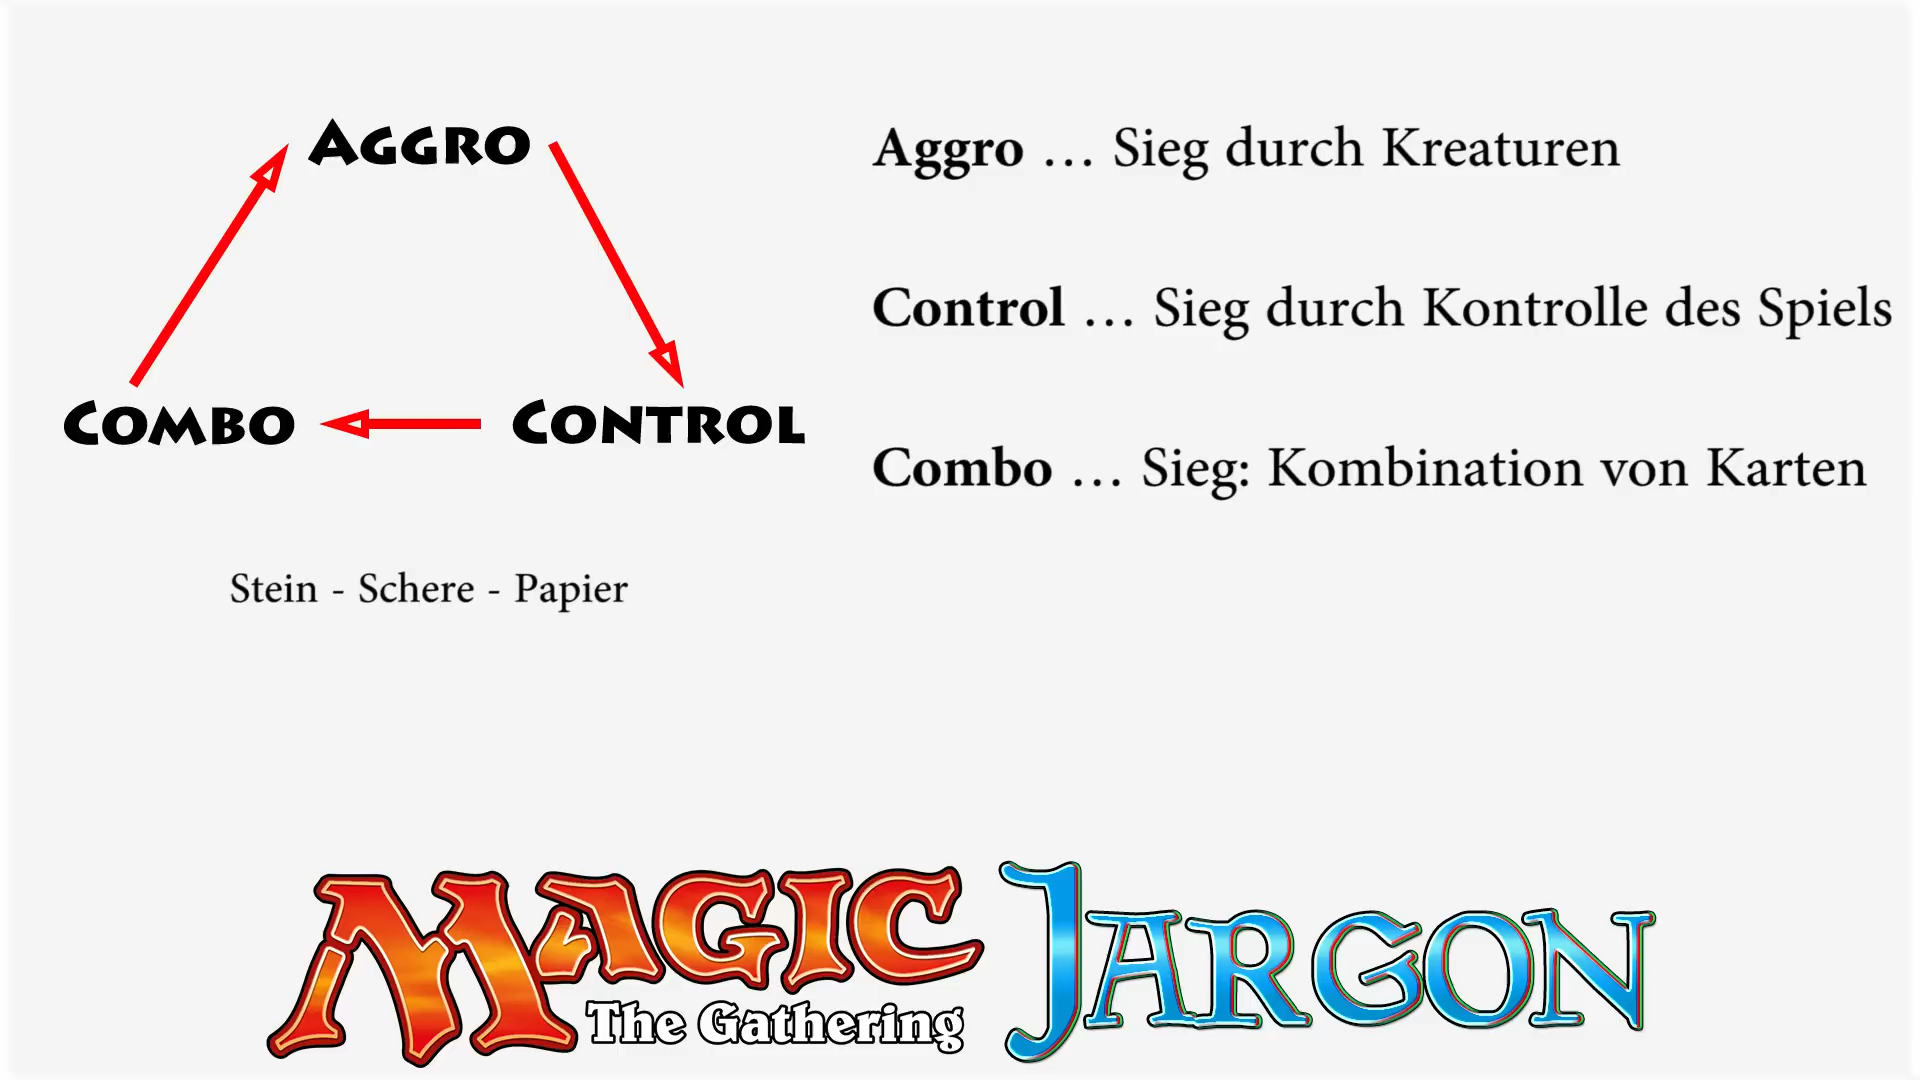 AGGRO
COMBO
CONTROL
Stein - Schere - Papier
Aggro … Sieg durch Kreaturen
Control … Sieg durch Kontrolle des Spiels
Combo … Sieg: Kombination von Karten
MAGIC
The Gathering
JARGON